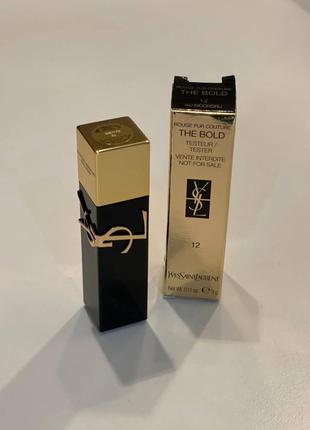 ROUGE PUR COUTURE
THE BOLD
12
NU INCONGRU
ROUGE PUR COUTURE
THE BOLD
TESTEUR /
TESTER
VENTE INTERDITE
NOT FOR SALE
YSL
12
YVESSAINTLAURENT
YSL